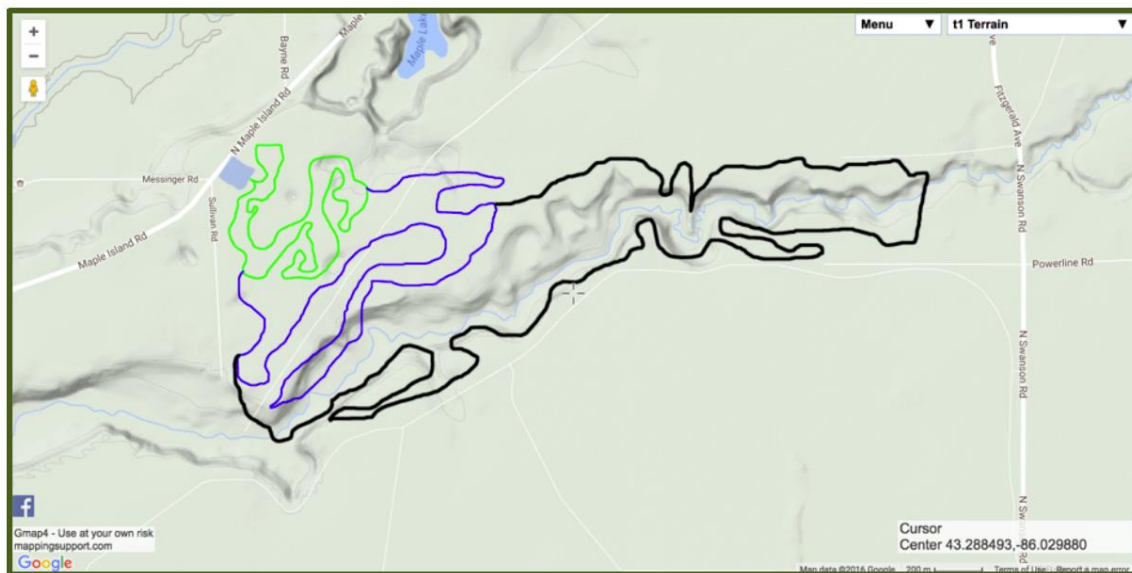 +
−
Menu ▼
t1 Terrain ▼
Maple Lake
Bayne Rd
N Maple Island Rd
Messinger Rd
Sullivan Rd
Maple Island Rd
Fitzgerald Ave
N Swanson Rd
Powerline Rd
N Swanson Rd
Gmap4 - Use at your own risk
mappingsupport.com
Google
Cursor
Center 43.288493,-86.029880
Map data ©2016 Google
200 m
Terms of Use
Report a map error